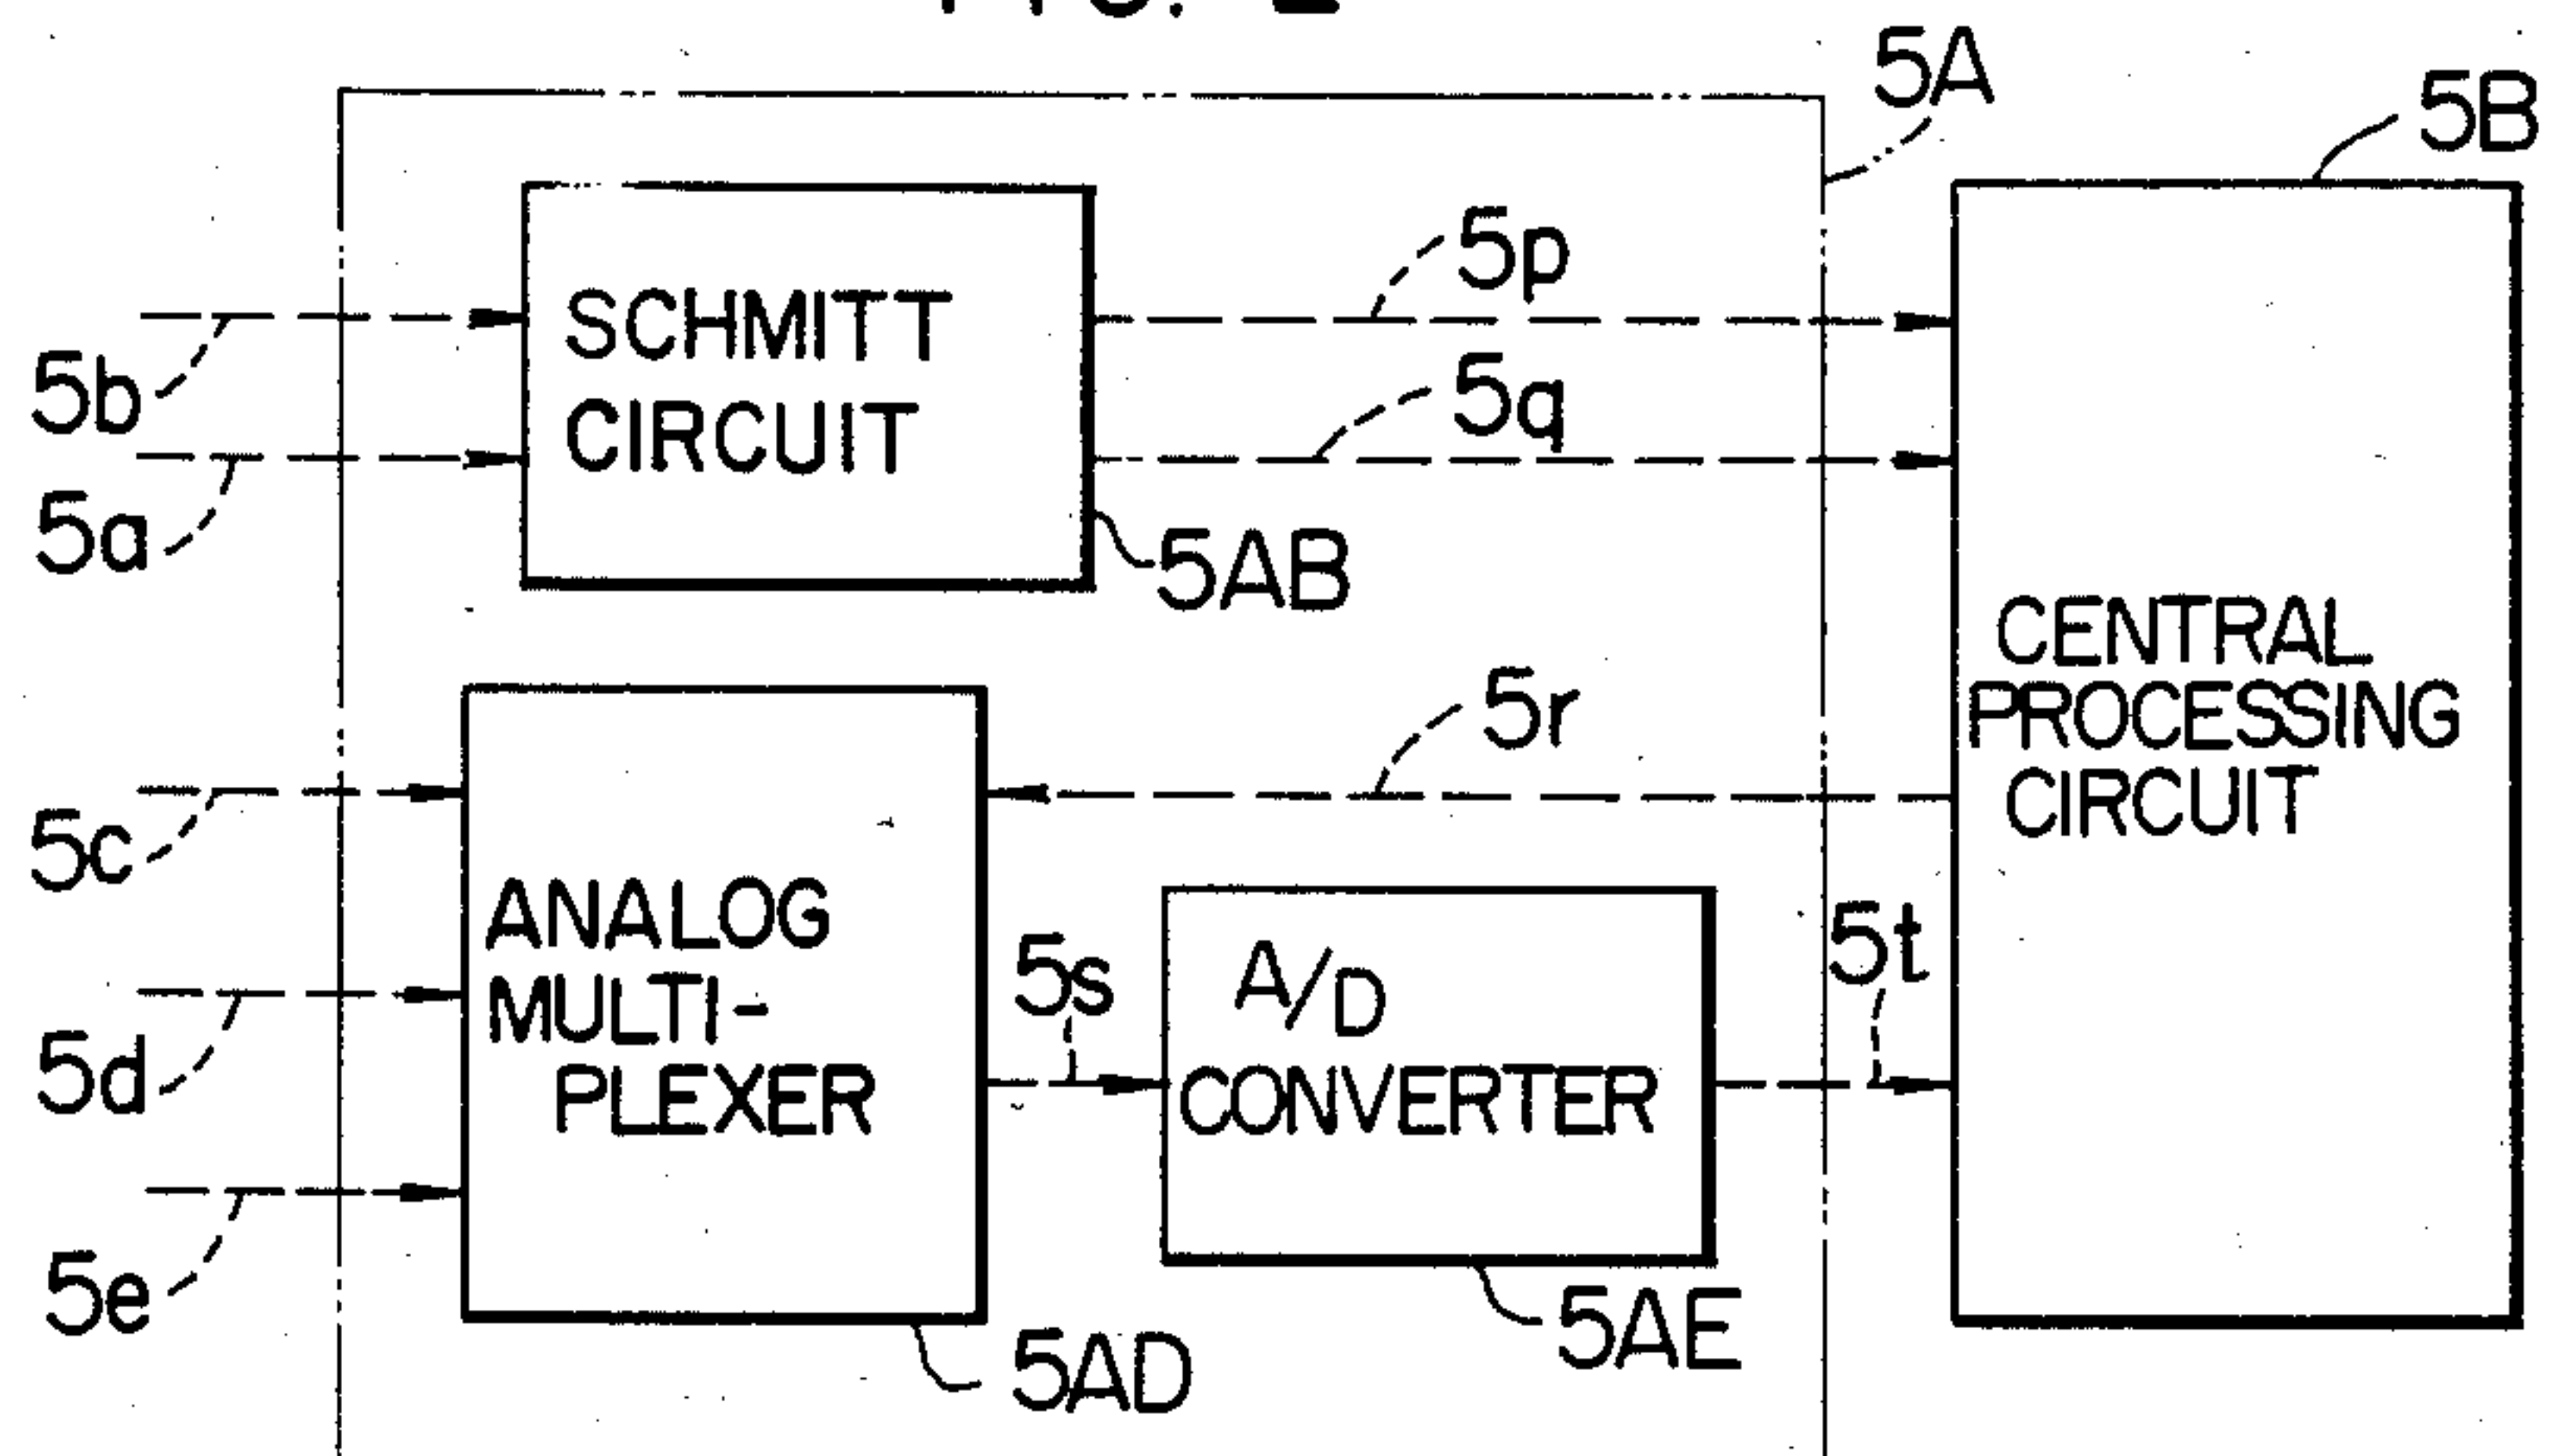 5A
5B
SCHMITT
CIRCUIT
5p
5q
5b
5a
5AB
CENTRAL
PROCESSING
CIRCUIT
5r
5c
ANALOG
MULTI-
PLEXER
5s
A/D
CONVERTER
5t
5d
5e
5AE
5AD